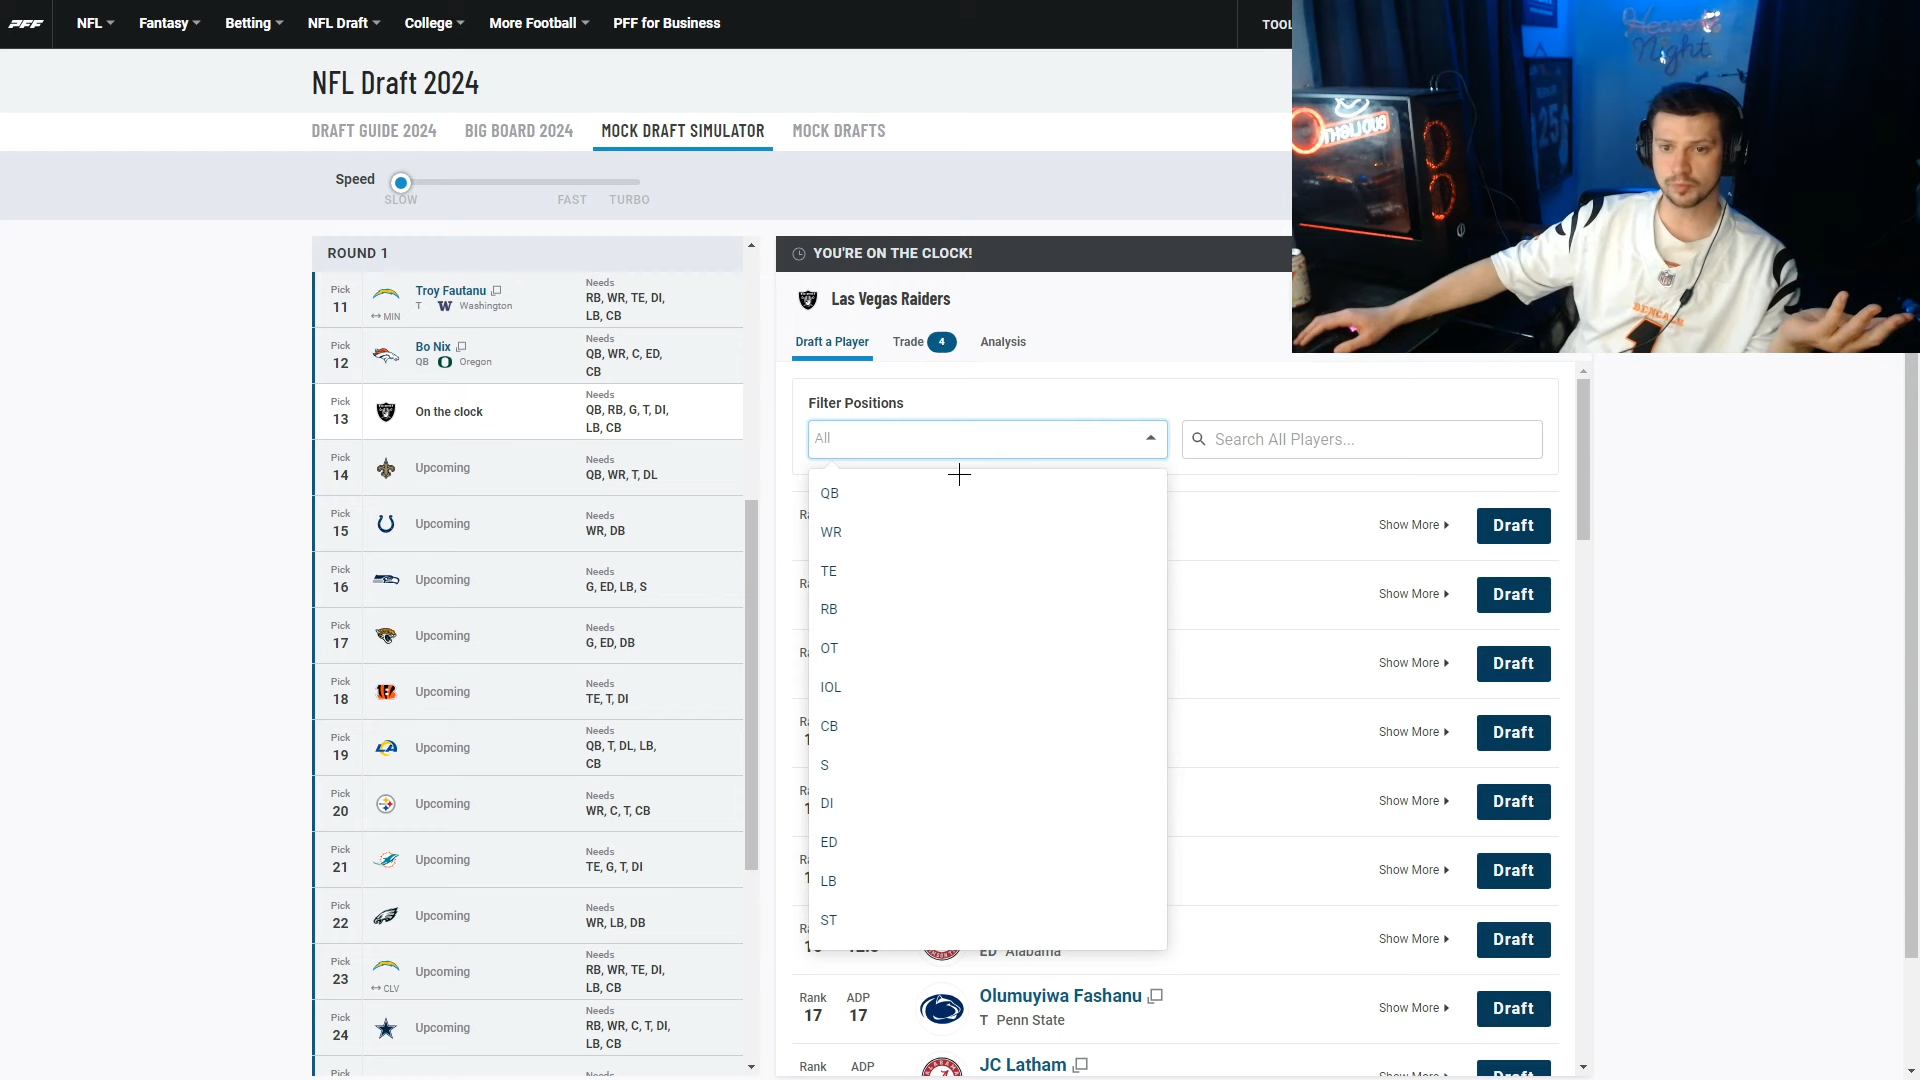 PFF NFL Fantasy Betting NFL Draft College More Football PFF for Business
NFL Draft 2024
DRAFT GUIDE 2024 BIG BOARD 2024 MOCK DRAFT SIMULATOR MOCK DRAFTS
Speed
SLOW FAST TURBO
ROUND 1
Pick 11 ↔ MIN Troy Fautanu T W Washington Needs RB, WR, TE, DI, LB, CB
Pick 12 Bo Nix QB Oregon Needs QB, WR, C, ED, CB
Pick 13 On the clock Needs QB, RB, G, T, DI, LB, CB
Pick 14 Upcoming Needs QB, WR, T, DL
Pick 15 Upcoming Needs WR, DB
Pick 16 Upcoming Needs G, ED, LB, S
Pick 17 Upcoming Needs G, ED, DB
Pick 18 Upcoming Needs TE, T, DI
Pick 19 Upcoming Needs QB, T, DL, LB, CB
Pick 20 Upcoming Needs WR, C, T, CB
Pick 21 Upcoming Needs TE, G, T, DI
Pick 22 Upcoming Needs WR, LB, DB
Pick 23 ↔ CLV Upcoming Needs RB, WR, TE, DI, LB, CB
Pick 24 Upcoming Needs RB, WR, C, T, DI, LB, CB
Pick Needs
YOU'RE ON THE CLOCK!
Las Vegas Raiders
Draft a Player Trade 4 Analysis
Filter Positions
All
Search All Players...
QB
WR
TE
RB
OT
IOL
CB
S
DI
ED
LB
ST
Show More Draft
Show More Draft
Show More Draft
Show More Draft
Show More Draft
Show More Draft
ED Alabama Show More Draft
Rank 17 ADP 17 Olumuyiwa Fashanu T Penn State Show More Draft
Rank ADP JC Latham
Heavens
Night
BENGALS